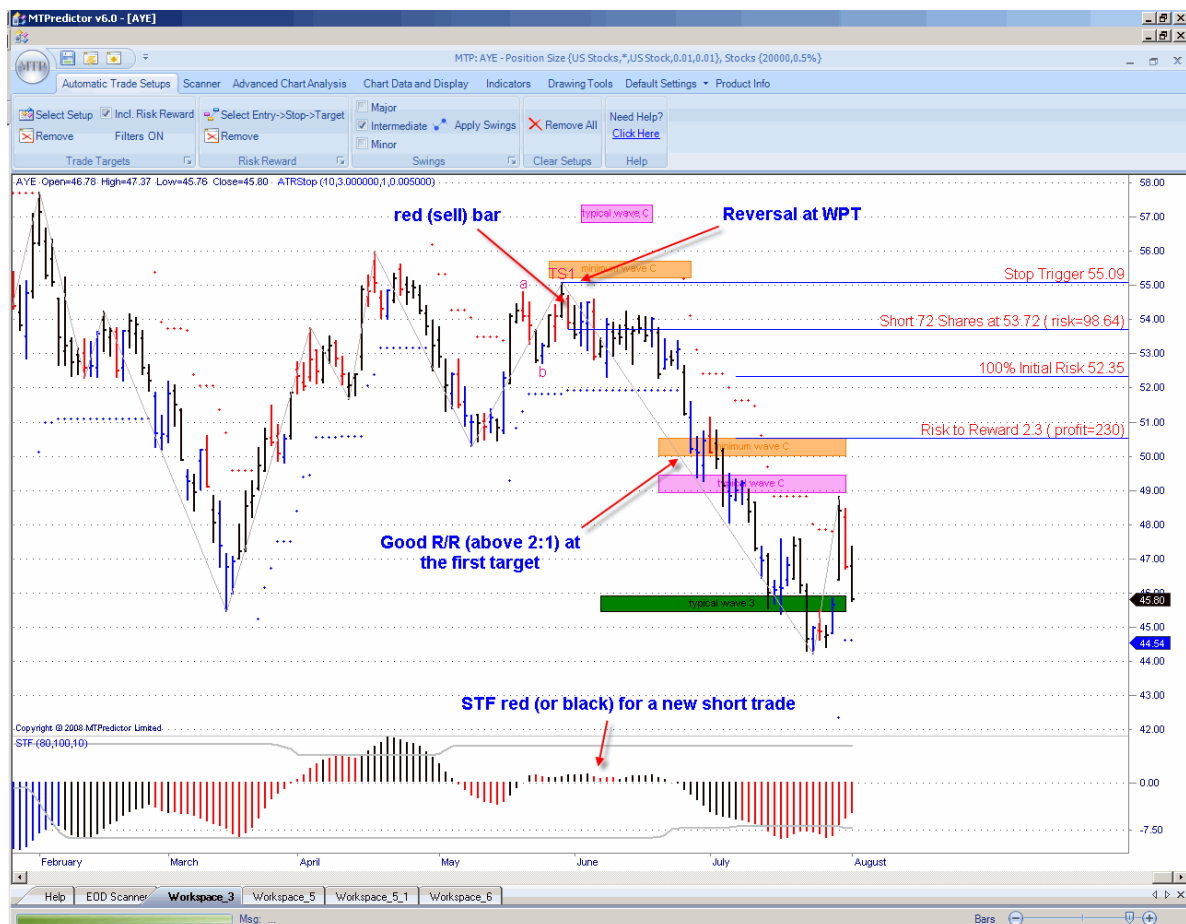 MTPredictor v6.0 - [AYE]
MTP
MTP: AYE - Position Size {US Stocks,*,US Stock,0.01,0.01}, Stocks {20000,0.5%}
Automatic Trade Setups Scanner Advanced Chart Analysis Chart Data and Display Indicators Drawing Tools Default Settings Product Info
Select Setup Incl. Risk Reward
Remove Filters ON
Trade Targets
Select Entry->Stop->Target
Remove
Risk Reward
Major
Intermediate Apply Swings
Minor
Swings
Remove All
Clear Setups
Need Help?
Click Here
Help
AYE Open=46.78 High=47.37 Low=45.76 Close=45.80 ATRStop (10,3.000000,1,0.005000)
58.00
57.00
56.00
55.00
54.00
53.00
52.00
51.00
50.00
49.00
48.00
47.00
45.80
45.00
44.54
44.00
43.00
42.00
typical wave C
red (sell) bar
Reversal at WPT
minimum wave C
TS1
Stop Trigger 55.09
a
Short 72 Shares at 53.72 ( risk=98.64)
b
100% Initial Risk 52.35
Risk to Reward 2.3 ( profit=230)
minimum wave C
typical wave C
Good R/R (above 2:1) at
the first target
typical wave 3
STF red (or black) for a new short trade
Copyright © 2008 MTPredictor Limited.
STF (80,100,10)
0.00
-7.50
February March April May June July August
Help EOD Scanner Workspace_3 Workspace_5 Workspace_5_1 Workspace_6
Msg: ...
Bars